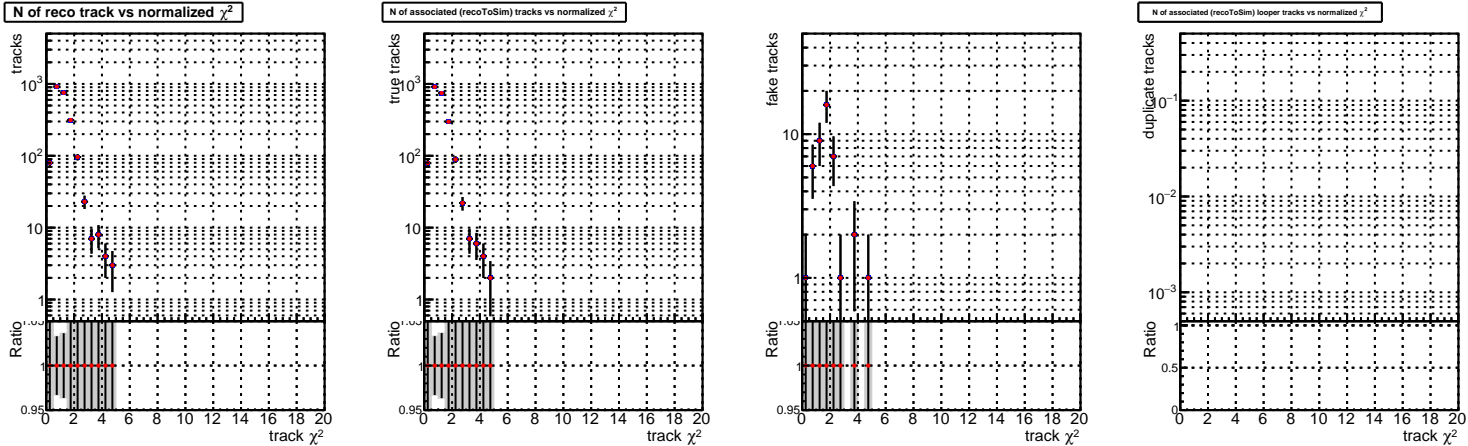 N of reco track vs normalized χ²
tracks
10³
10²
10
1
Ratio
1
0.95
0 2 4 6 8 10 12 14 16 18 20
track χ²
N of associated (recoToSim) tracks vs normalized χ²
true tracks
10³
10²
10
1
Ratio
1
0.95
0 2 4 6 8 10 12 14 16 18 20
track χ²
fake tracks
10
1
Ratio
1
0.95
0 2 4 6 8 10 12 14 16 18 20
track χ²
N of associated (recoToSim) looper tracks vs normalized χ²
duplicate tracks
10⁻¹
10⁻²
10⁻³
Ratio
1
0.5
0
0 2 4 6 8 10 12 14 16 18 20
track χ²